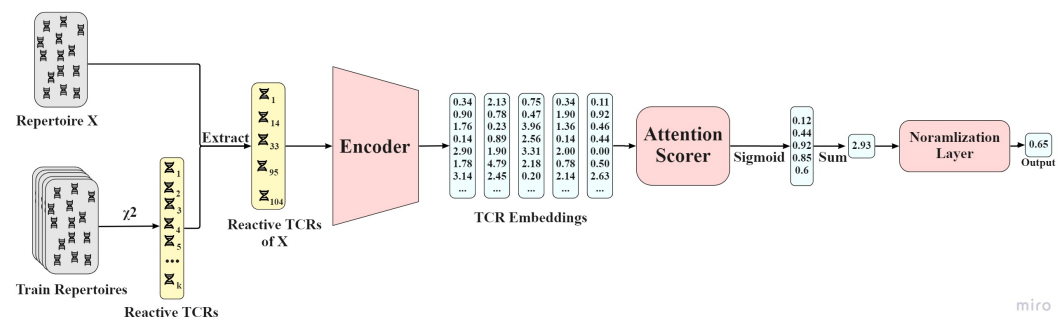 Repertoire X
Train Repertoires
χ2
1
2
3
4
5
...
k
Reactive TCRs
Extract
1
14
33
95
104
Reactive TCRs
of X
Encoder
0.34 2.13 0.75 0.34 0.11
0.90 0.78 0.47 1.90 0.92
1.76 0.23 3.96 1.36 0.46
0.14 0.89 2.56 0.14 0.44
2.90 1.90 3.31 2.00 0.00
1.78 4.79 2.18 0.78 0.50
3.14 2.45 0.20 2.14 2.63
... ... ... ... ...
TCR Embeddings
Attention
Scorer
Sigmoid
0.12
0.44
0.92
0.85
0.6
Sum
2.93
Noramlization
Layer
0.65
Output
miro